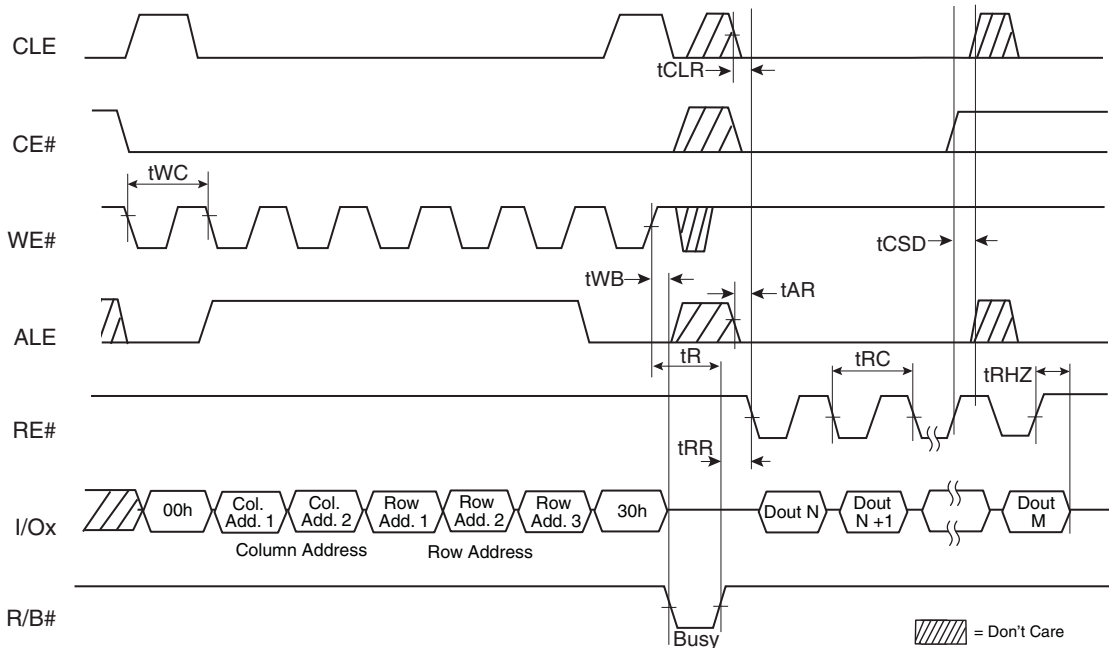 CLE
tCLR
CE#
tWC
WE#
tCSD
tWB
tAR
ALE
tR
tRC
tRHZ
RE#
tRR
I/Ox
00h
Col. Add. 1
Col. Add. 2
Row Add. 1
Row Add. 2
Row Add. 3
30h
Dout N
Dout N +1
Dout M
Column Address
Row Address
R/B#
Busy
= Don't Care